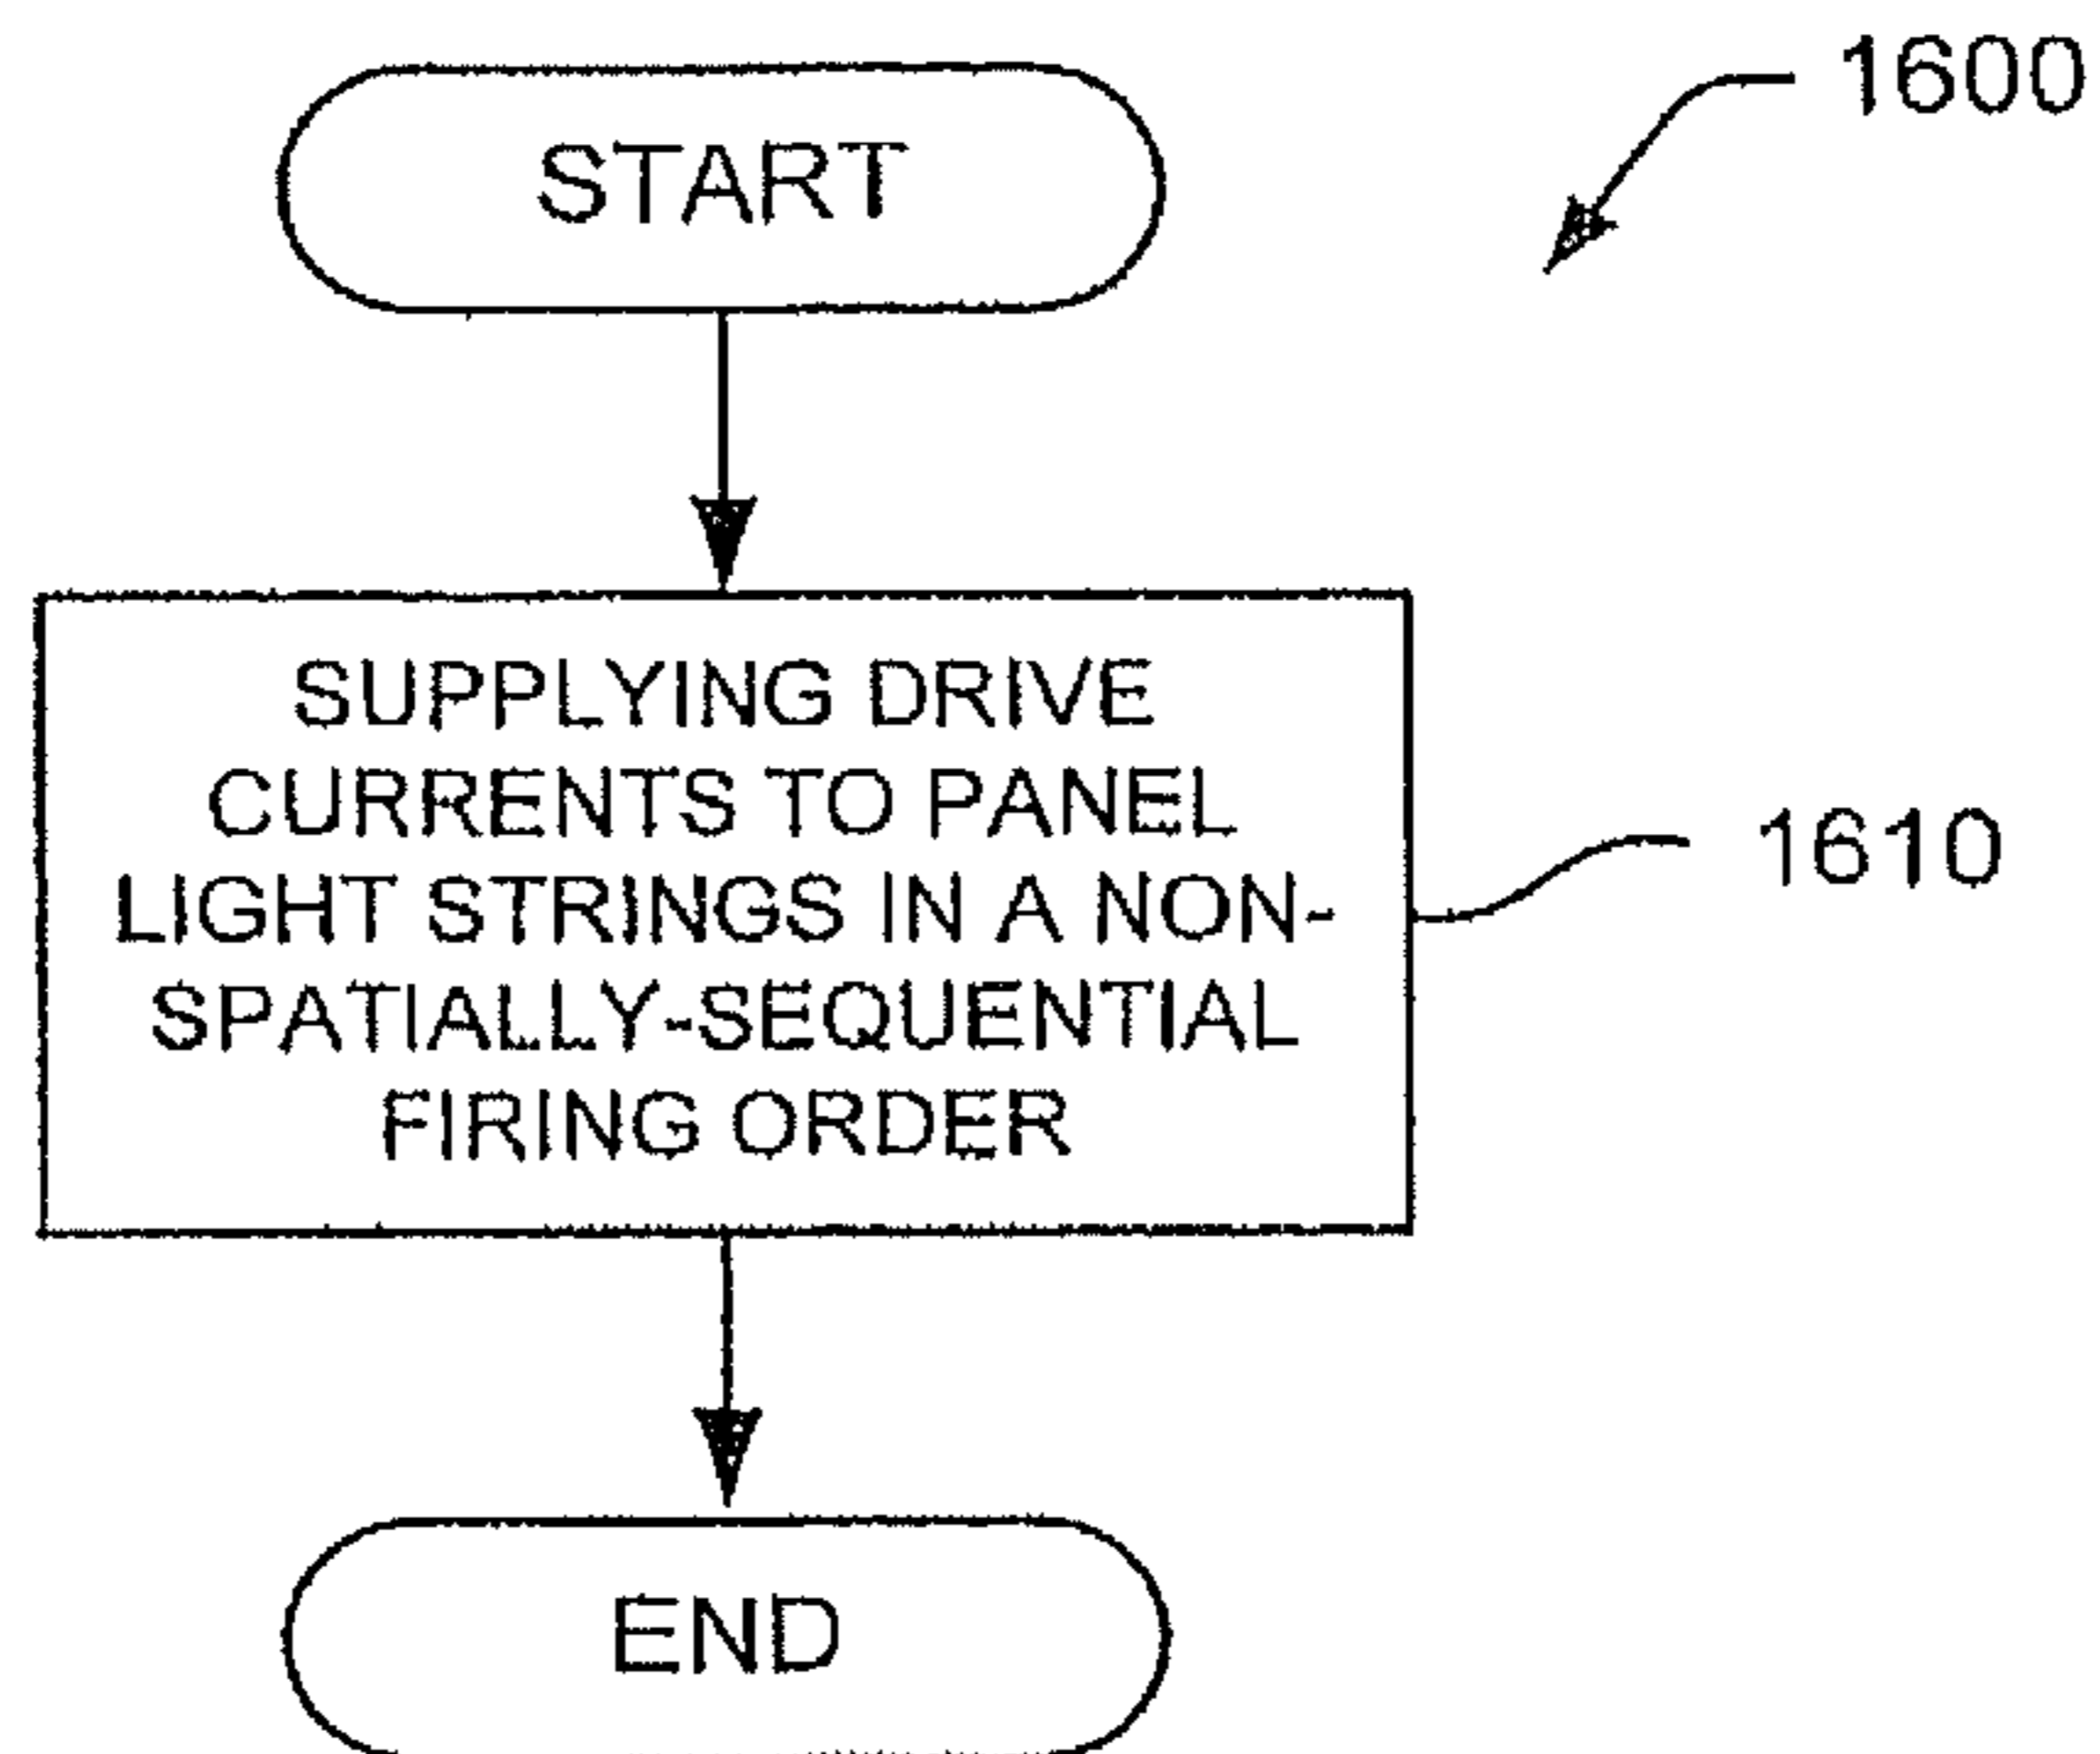 START
1600
SUPPLYING DRIVE
CURRENTS TO PANEL
LIGHT STRINGS IN A NON-
SPATIALLY-SEQUENTIAL
FIRING ORDER
1610
END